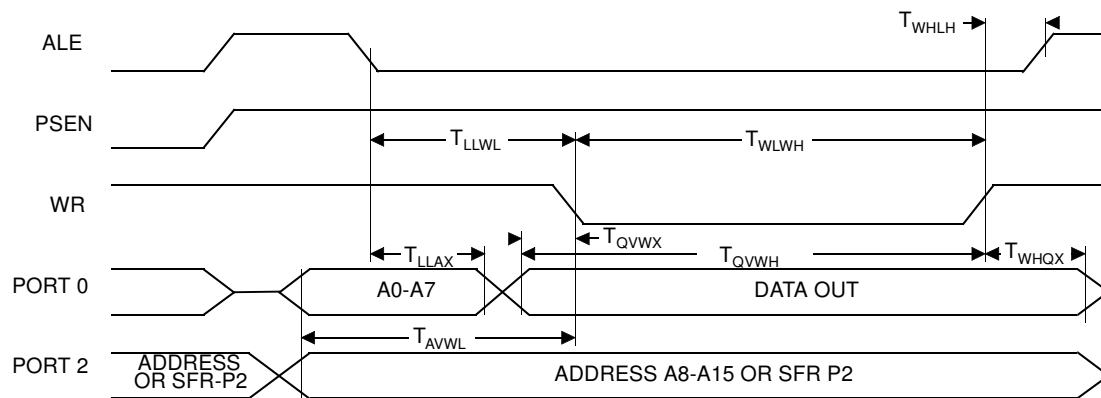 ALE
T_WHLH
PSEN
T_LLWL
T_WLWH
WR
T_QVWX
T_LLAX
T_QVWH
T_WHQX
PORT 0
A0-A7
DATA OUT
T_AVWL
PORT 2
ADDRESS
OR SFR-P2
ADDRESS A8-A15 OR SFR P2